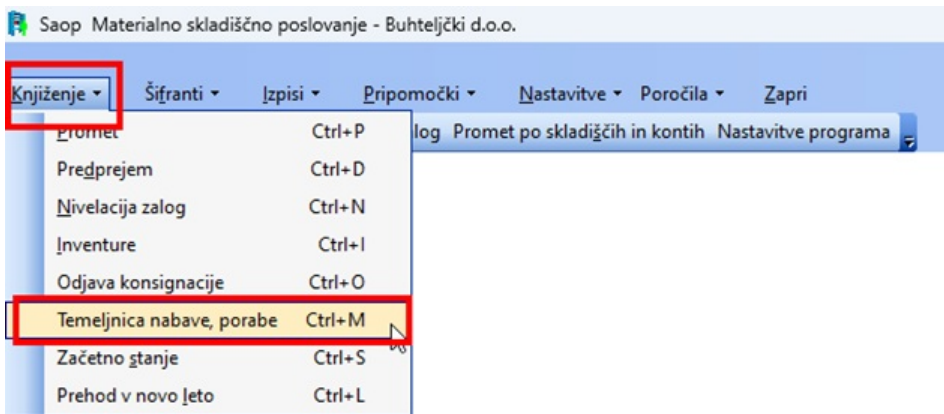 Saop Materialno skladiščno poslovanje - Buhteljčki d.o.o.
Knjiženje Šifranti Izpisi Pripomočki Nastavitve Poročila Zapri
Promet Ctrl+P log Promet po skladiščih in kontih Nastavitve programa
Predprejem Ctrl+D
Nivelacija zalog Ctrl+N
Inventure Ctrl+I
Odjava konsignacije Ctrl+O
Temeljnica nabave, porabe Ctrl+M
Začetno stanje Ctrl+S
Prehod v novo leto Ctrl+L